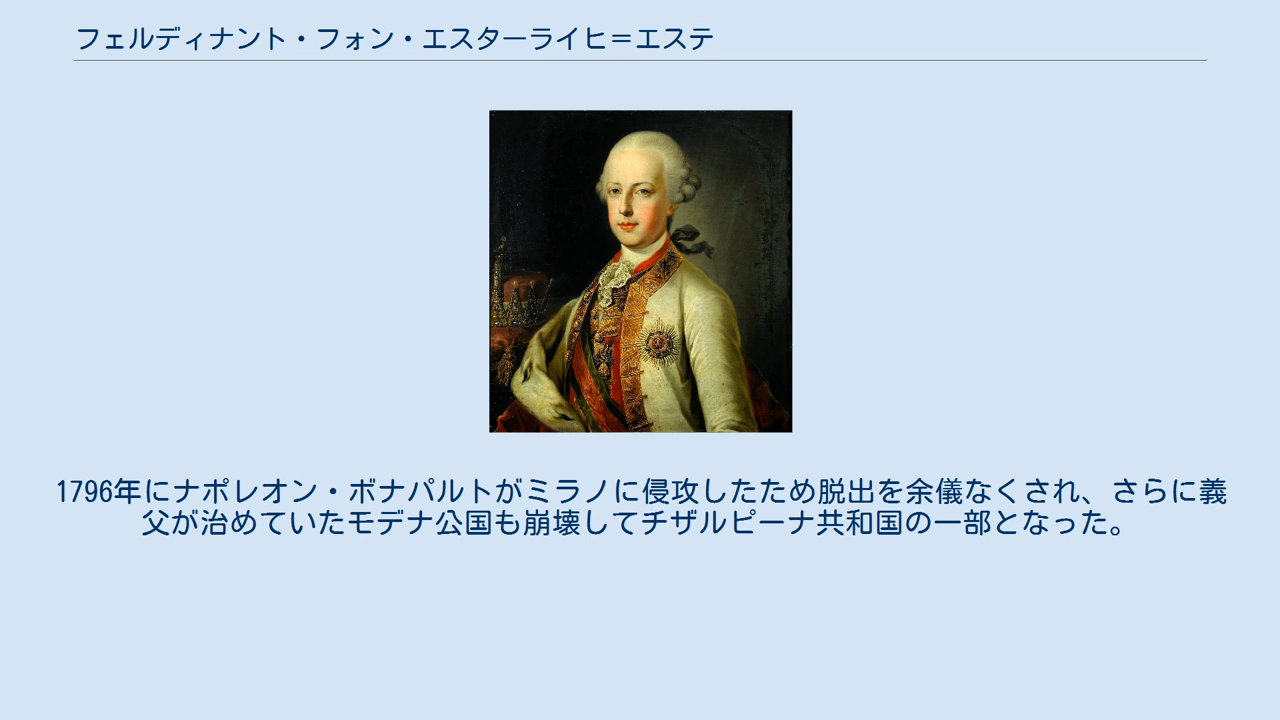 フェルディナント・フォン・エスターライヒ＝エステ
1796年にナポレオン・ボナパルトがミラノに侵攻したため脱出を余儀なくされ、さらに義
父が治めていたモデナ公国も崩壊してチザルピーナ共和国の一部となった。